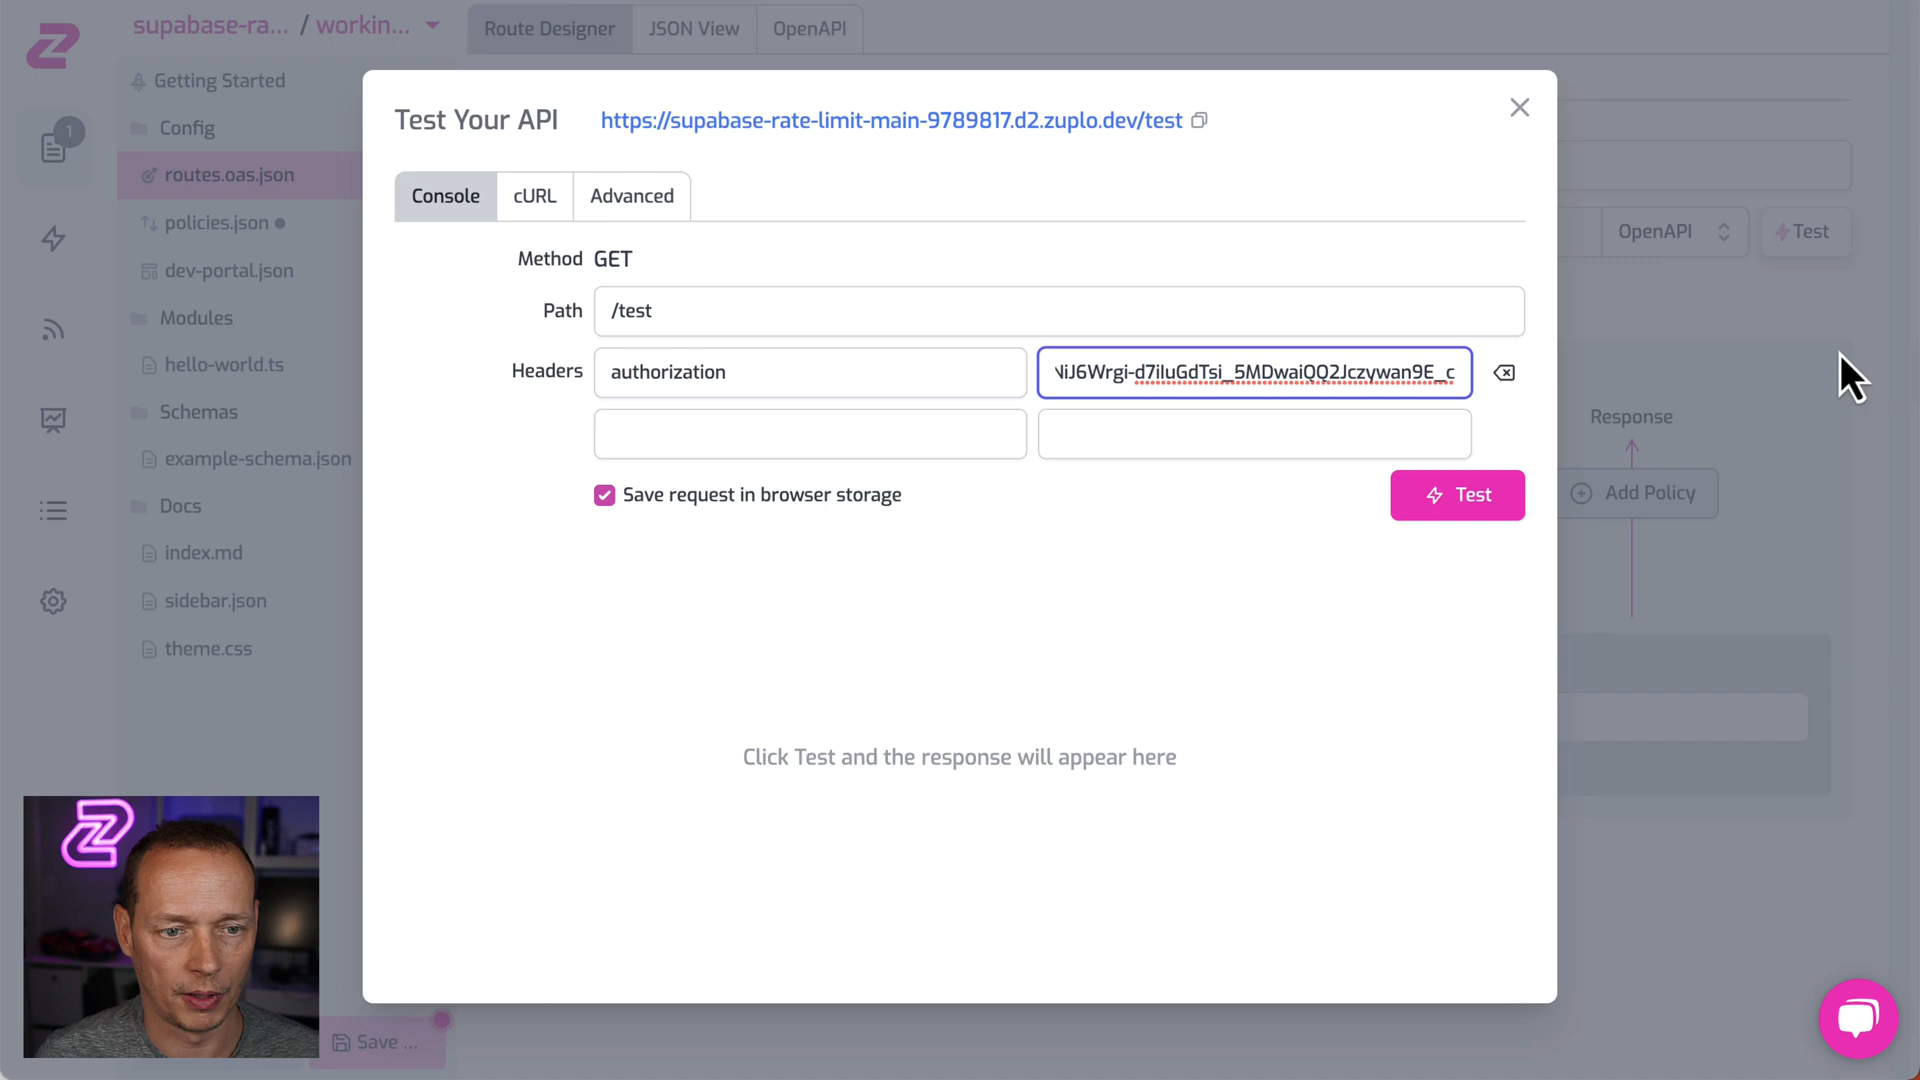 supabase-ra... / workin...
Route Designer
JSON View
OpenAPI
Getting Started
1
Config
routes.oas.json
policies.json
dev-portal.json
Modules
hello-world.ts
Schemas
example-schema.json
Docs
index.md
sidebar.json
theme.css
Save ...
Test Your API
https://supabase-rate-limit-main-9789817.d2.zuplo.dev/test
Console
cURL
Advanced
Method GET
Path /test
Headers authorization
iJ6Wrgi-d7iluGdTsi_5MDwaiQQ2Jczywan9E_c
Save request in browser storage
Test
Click Test and the response will appear here
OpenAPI
Test
Response
Add Policy